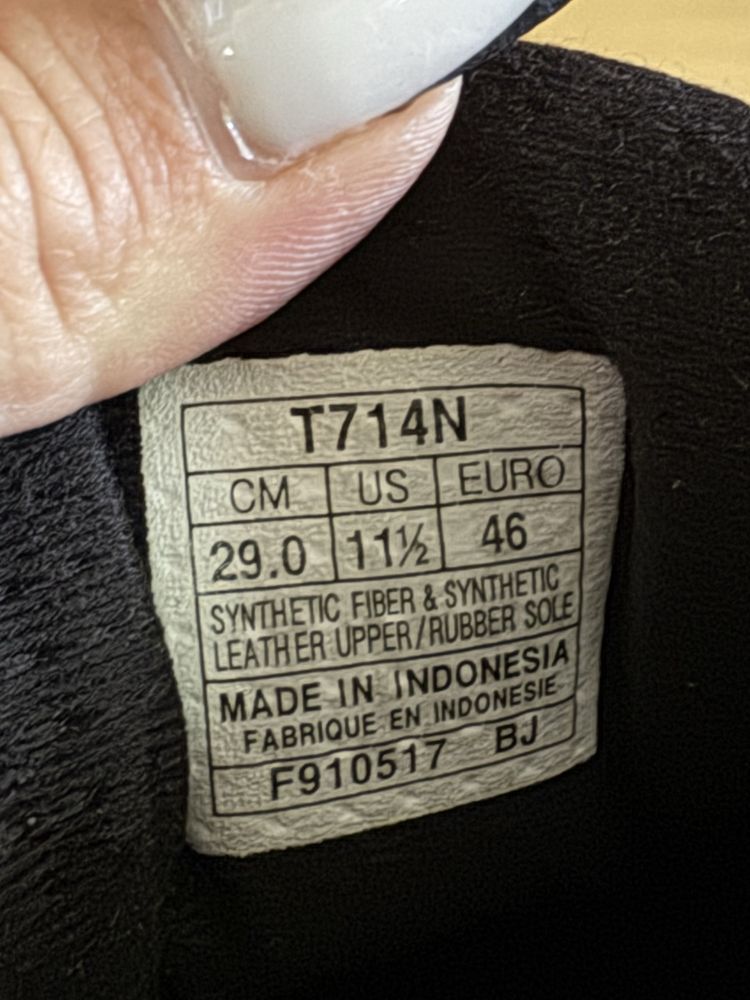 T714N
CM US EURO
29.0 11½ 46
SYNTHETIC FIBER & SYNTHETIC
LEATHER UPPER/RUBBER SOLE
MADE IN INDONESIA
FABRIQUE EN INDONESIE
F910517 BJ